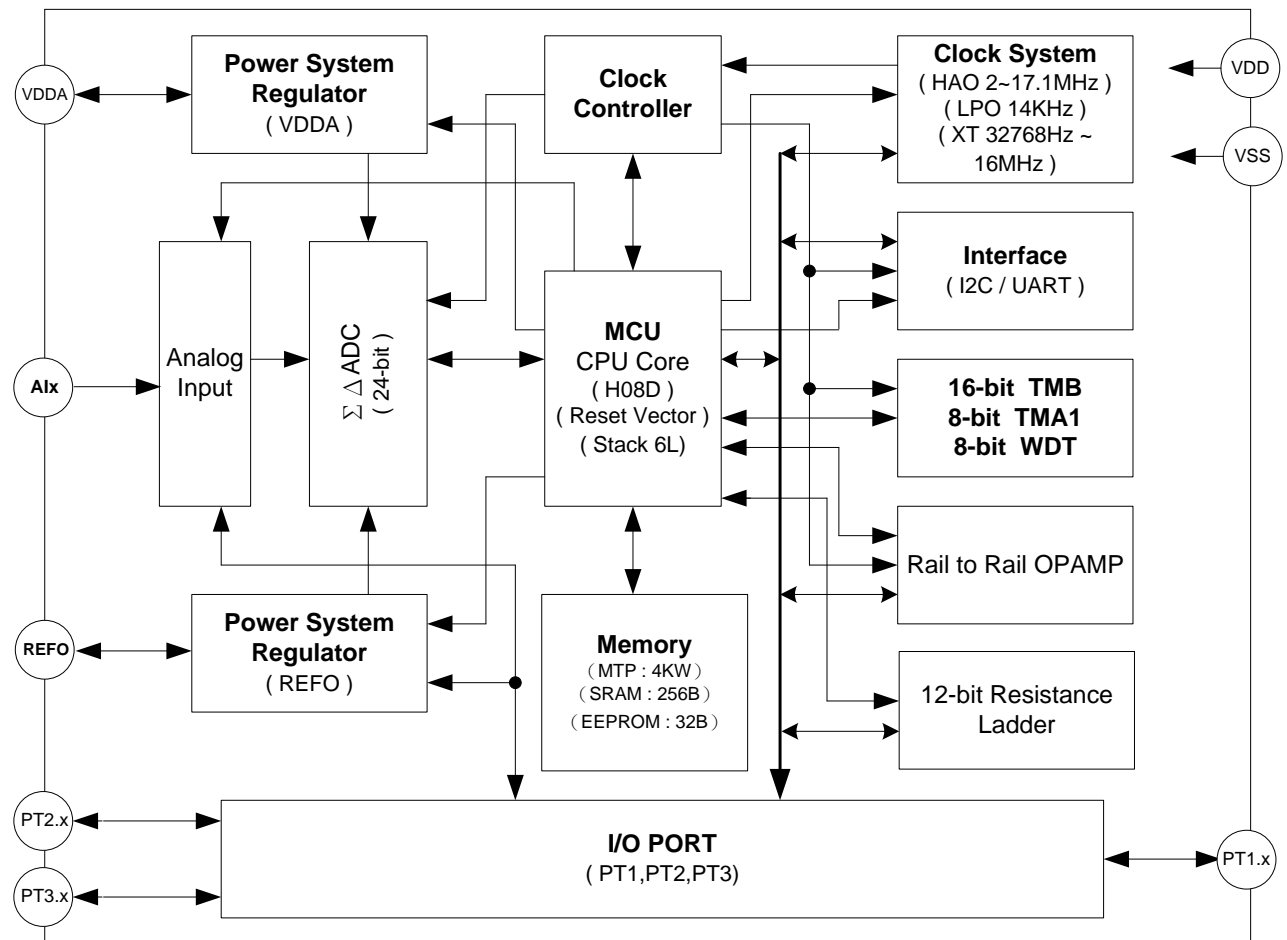 Power System
Regulator
( VDDA )
Clock
Controller
Clock System
( HAO 2~17.1MHz )
( LPO 14KHz )
( XT 32768Hz ~
16MHz )
VDDA
VDD
VSS
Analog
Input
Σ Δ ADC
( 24-bit )
MCU
CPU Core
( H08D )
( Reset Vector )
( Stack 6L)
Interface
( I2C / UART )
AIx
16-bit TMB
8-bit TMA1
8-bit WDT
Rail to Rail OPAMP
REFO
Power System
Regulator
( REFO )
Memory
（MTP : 4KW）
（SRAM : 256B）
（EEPROM : 32B）
12-bit Resistance
Ladder
PT2.x
PT3.x
I/O PORT
( PT1,PT2,PT3)
PT1.x